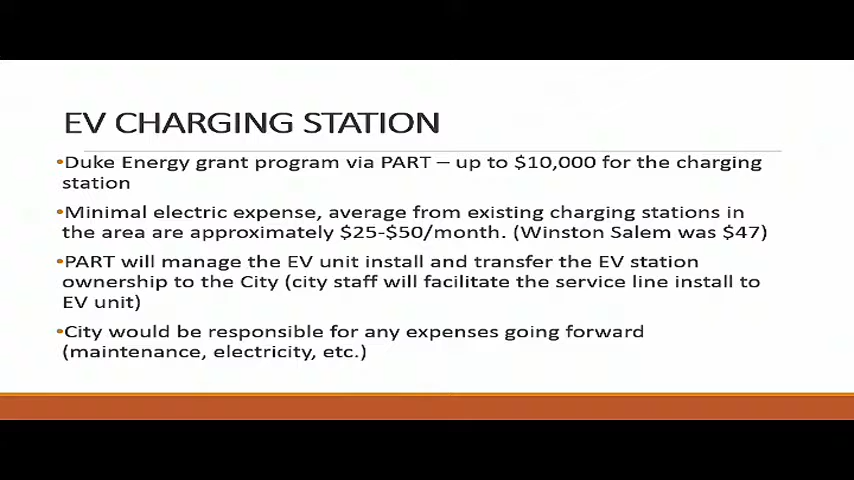 EV CHARGING STATION
•Duke Energy grant program via PART – up to $10,000 for the charging
station
•Minimal electric expense, average from existing charging stations in
the area are approximately $25-$50/month. (Winston Salem was $47)
•PART will manage the EV unit install and transfer the EV station
ownership to the City (city staff will facilitate the service line install to
EV unit)
•City would be responsible for any expenses going forward
(maintenance, electricity, etc.)